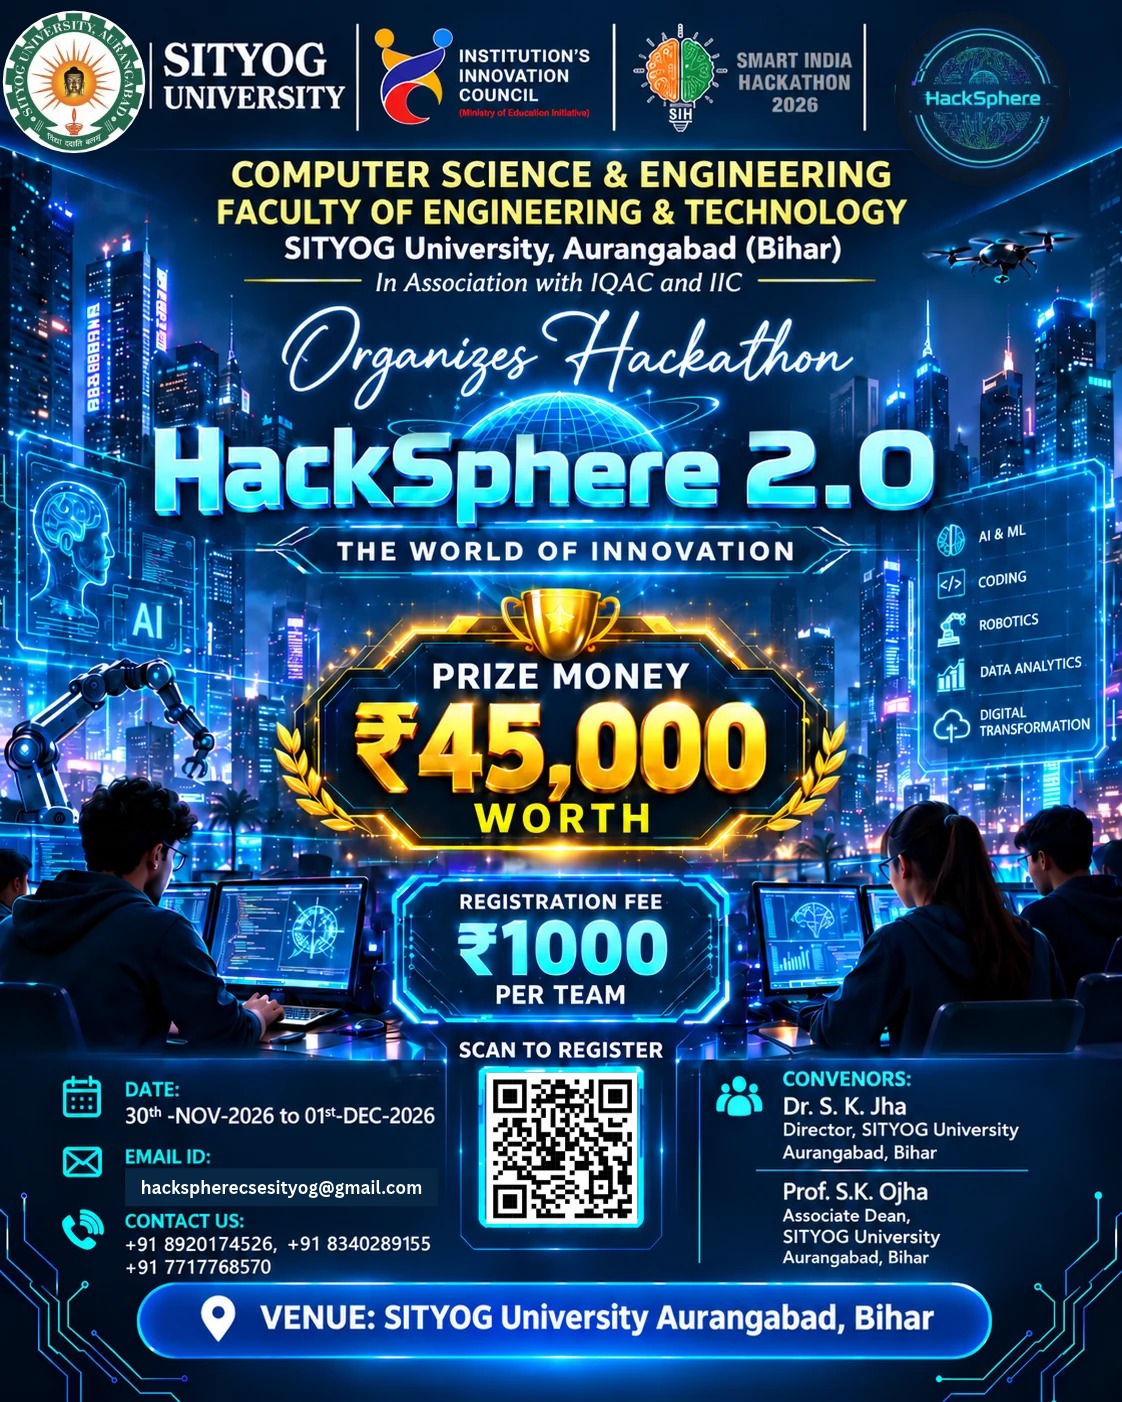 SITYOG UNIVERSITY, AURANGABAD
विद्या ददाति बलम्
SITYOG
UNIVERSITY
INSTITUTION'S
INNOVATION
COUNCIL
(Ministry of Education Initiative)
SIH
SMART INDIA
HACKATHON
2026
HackSphere
COMPUTER SCIENCE & ENGINEERING
FACULTY OF ENGINEERING & TECHNOLOGY
SITYOG University, Aurangabad (Bihar)
In Association with IQAC and IIC
Organizes Hackathon
HackSphere 2.0
THE WORLD OF INNOVATION
AI
AI & ML
</>
CODING
ROBOTICS
DATA ANALYTICS
DIGITAL
TRANSFORMATION
PRIZE MONEY
₹45,000
WORTH
REGISTRATION FEE
₹1000
PER TEAM
SCAN TO REGISTER
DATE:
30th -NOV-2026 to 01st-DEC-2026
EMAIL ID:
hackspherecsesityog@gmail.com
CONTACT US:
+91 8920174526, +91 8340289155
+91 7717768570
CONVENORS:
Dr. S. K. Jha
Director, SITYOG University
Aurangabad, Bihar
Prof. S.K. Ojha
Associate Dean,
SITYOG University
Aurangabad, Bihar
VENUE: SITYOG University Aurangabad, Bihar